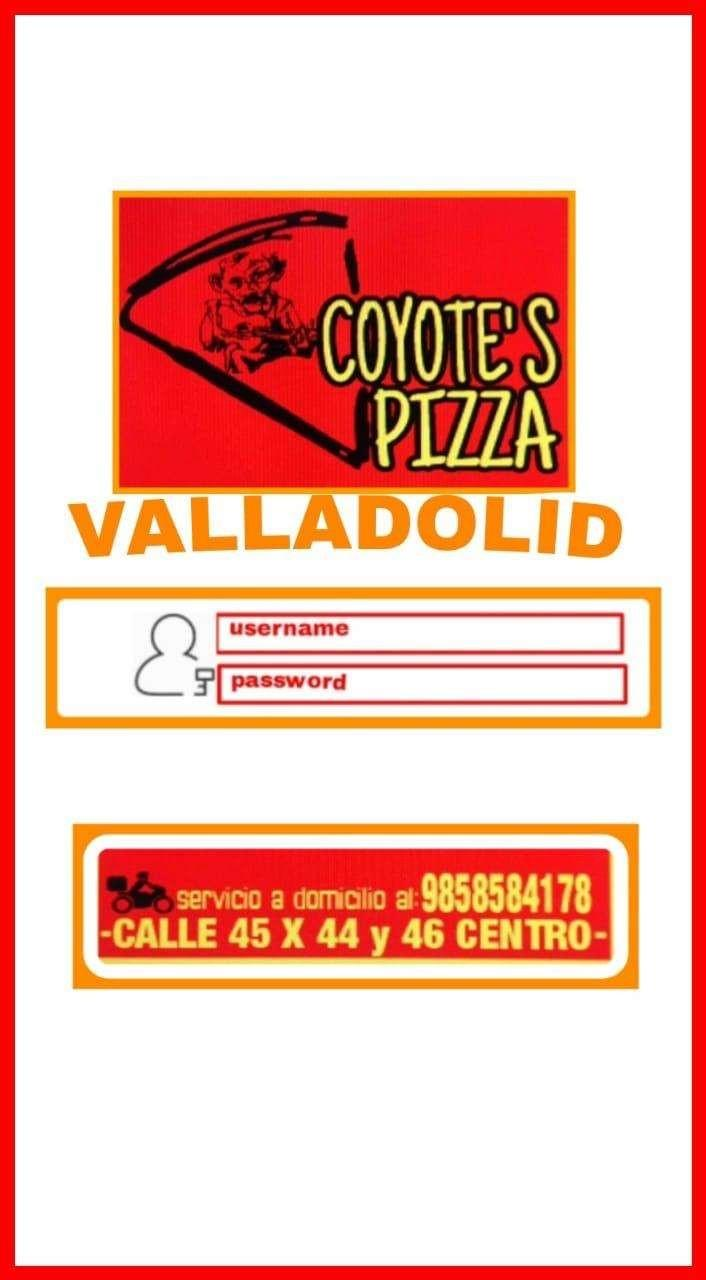 COYOTE'S
PIZZA
VALLADOLID
username
password
servicio a domicilio al: 9858584178
-CALLE 45 X 44 y 46 CENTRO-